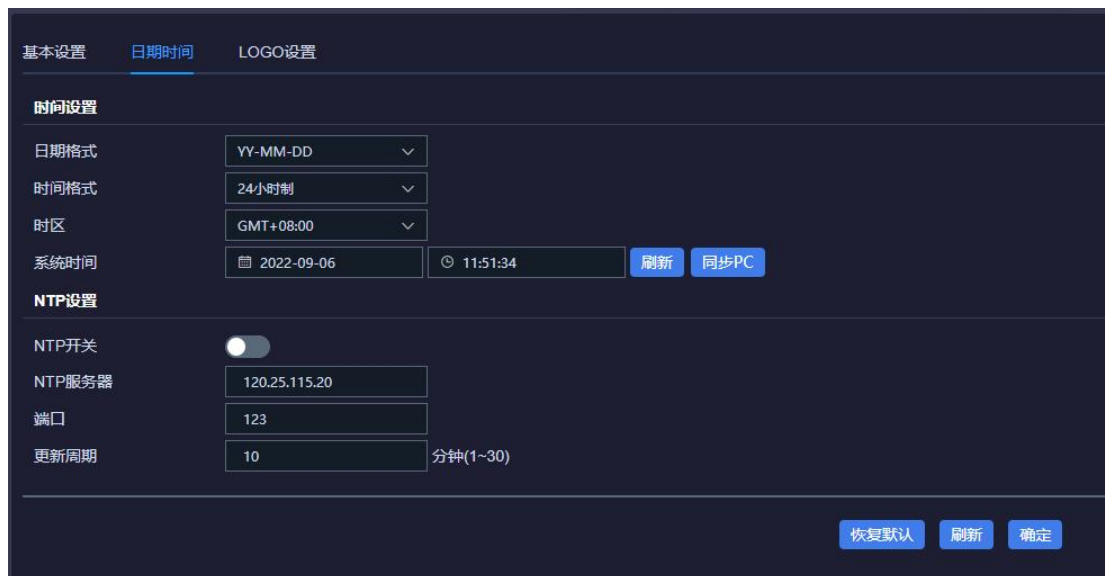 基本设置 日期时间 LOGO设置
时间设置
日期格式 YY-MM-DD
时间格式 24小时制
时区 GMT+08:00
系统时间 2022-09-06 11:51:34 刷新 同步PC
NTP设置
NTP开关
NTP服务器 120.25.115.20
端口 123
更新周期 10 分钟(1~30)
恢复默认 刷新 确定